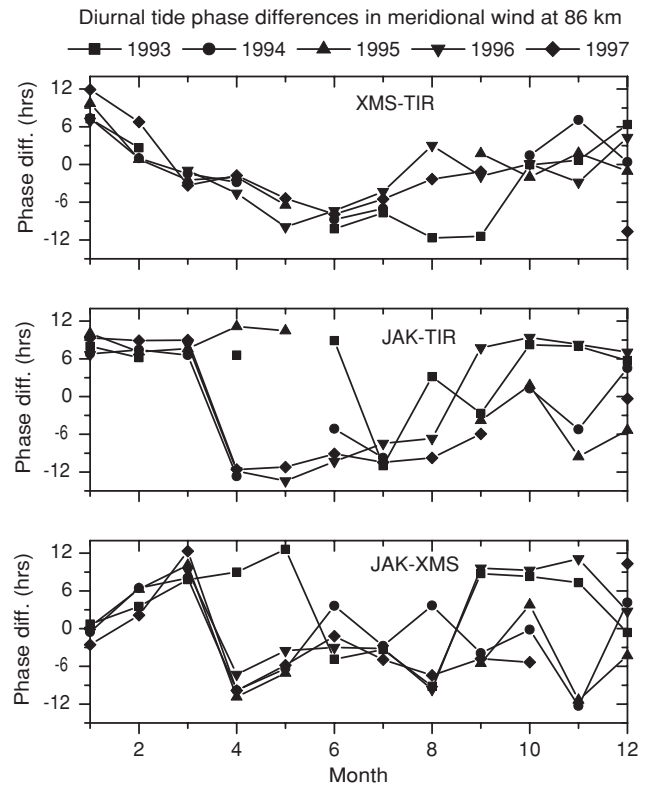 Diurnal tide phase differences in meridional wind at 86 km
1993 1994 1995 1996 1997
XMS-TIR
Phase diff. (hrs)
12
6
0
-6
-12
JAK-TIR
Phase diff. (hrs)
12
6
0
-6
-12
JAK-XMS
Phase diff. (hrs)
12
6
0
-6
-12
2 4 6 8 10 12
Month